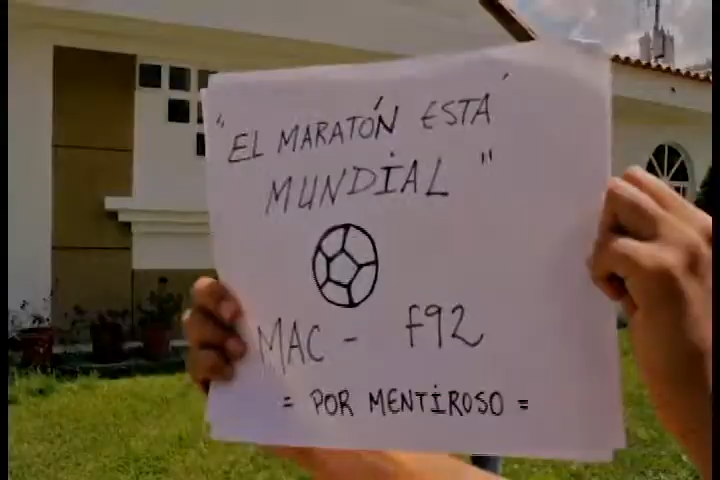 "EL MARATÓN ESTÁ
MUNDIAL"
MAC - F92
= POR MENTIROSO =